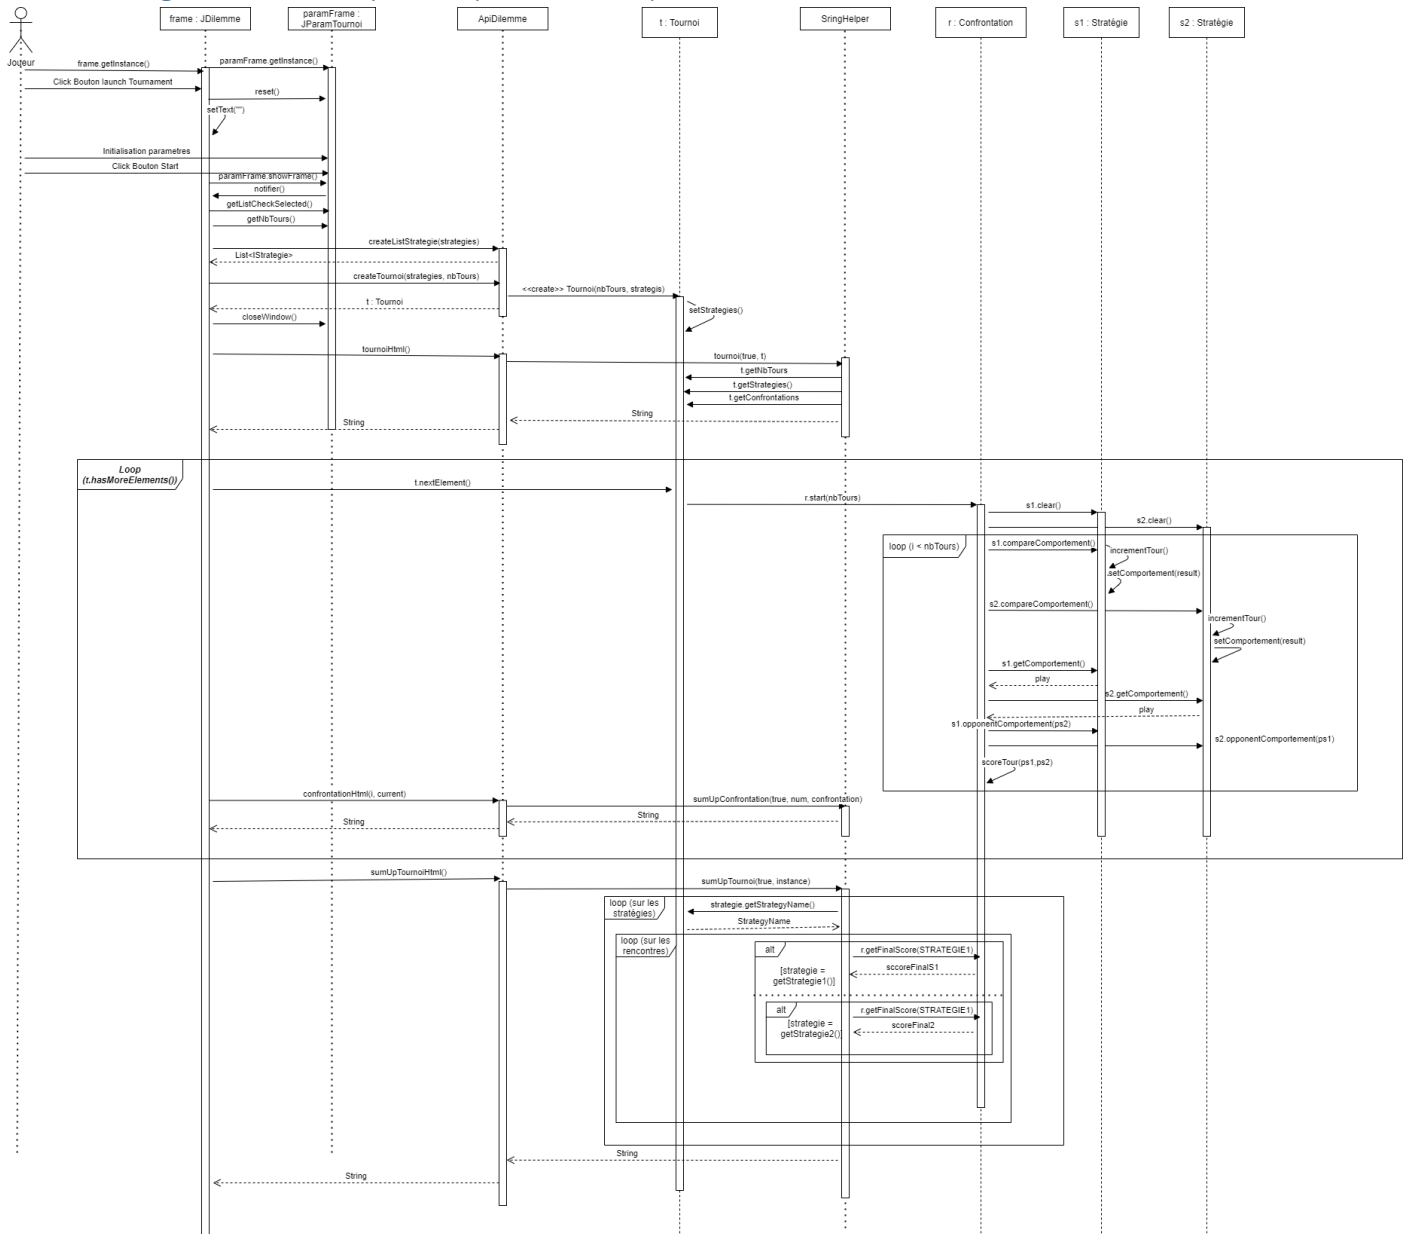 frame : JDilemme
paramFrame :
JParamTournoi
ApiDilemme
t : Tournoi
SringHelper
r : Confrontation
s1 : Stratégie
s2 : Stratégie
Joueur
frame.getInstance()
paramFrame.getInstance()
Click Bouton launch Tournament
reset()
setText("")
Initialisation parametres
Click Bouton Start
paramFrame.showFrame()
notifier()
getListCheckSelected()
getNbTours()
createListStrategie(strategies)
List<IStrategie>
createTournoi(strategies, nbTours)
<<create>> Tournoi(nbTours, strategis)
t : Tournoi
setStrategies()
closeWindow()
tournoiHtml()
tournoi(true, t)
t.getNbTours
t.getStrategies()
t.getConfrontations
String
String
Loop
(t.hasMoreElements())
t.nextElement()
r.start(nbTours)
s1.clear()
s2.clear()
loop (i < nbTours)
s1.compareComportement()
incrementTour()
.setComportement(result)
s2.compareComportement()
incrementTour()
setComportement(result)
s1.getComportement()
play
s2.getComportement()
play
s1.opponentComportement(ps2)
s2.opponentComportement(ps1)
scoreTour(ps1,ps2)
confrontationHtml(i, current)
sumUpConfrontation(true, num, confrontation)
String
String
sumUpTournoiHtml()
sumUpTournoi(true, instance)
loop (sur les
stratégies)
strategie.getStrategyName()
StrategyName
loop (sur les
rencontres)
alt
r.getFinalScore(STRATEGIE1)
[strategie =
getStrategie1()]
sccoreFinalS1
alt
r.getFinalScore(STRATEGIE1)
[strategie =
getStrategie2()]
scoreFinal2
String
String